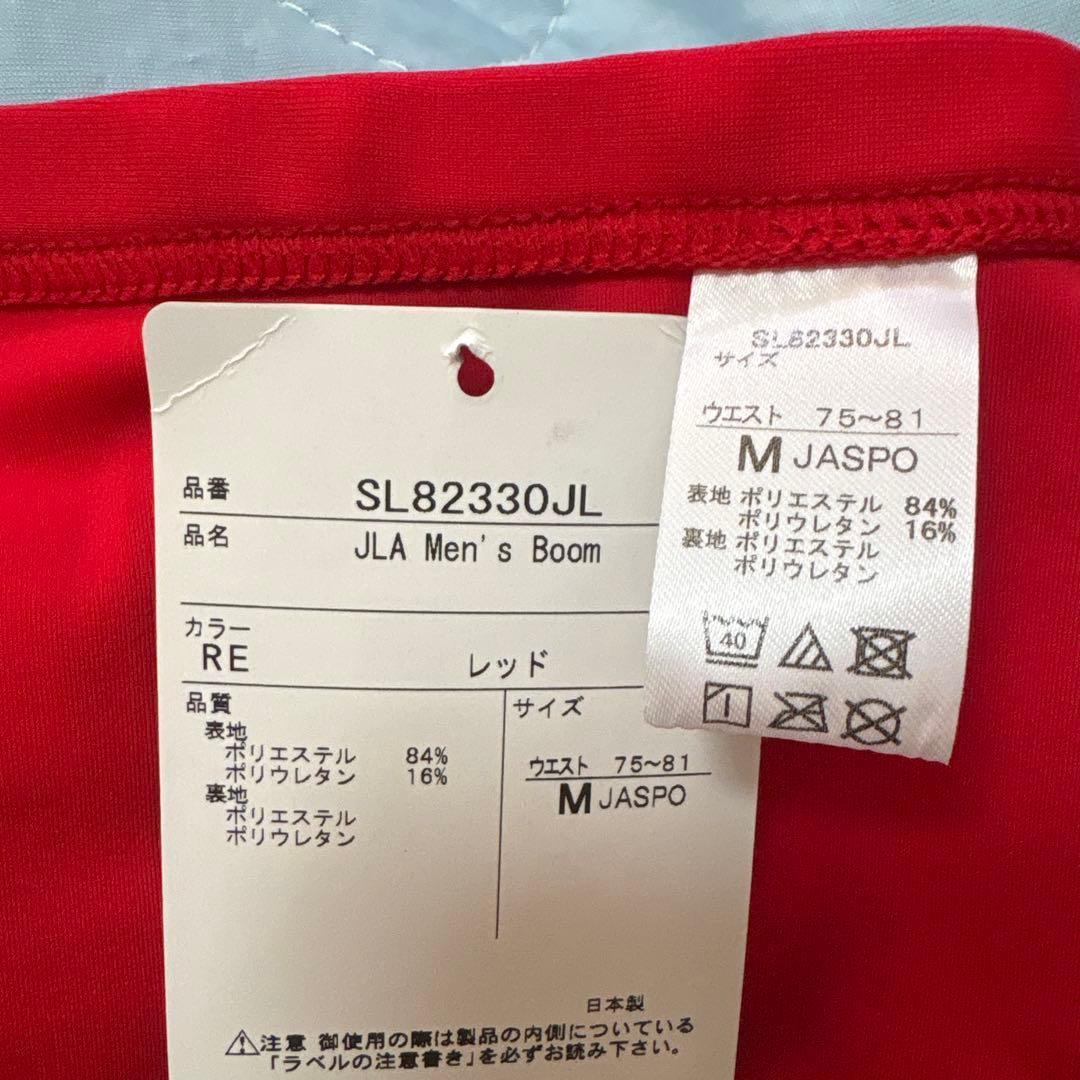 品番 SL82330JL
品名 JLA Men's Boom
カラー
RE レッド
品質
表地
ポリエステル 84%
ポリウレタン 16%
裏地
ポリエステル
ポリウレタン
サイズ
ウエスト 75~81
M JASPO
日本製
⚠注意 御使用の際は製品の内側についている
「ラベルの注意書き」を必ずお読み下さい。
SL82330JL
サイズ
ウエスト 75~81
M JASPO
表地 ポリエステル 84%
ポリウレタン 16%
裏地 ポリエステル
ポリウレタン
40